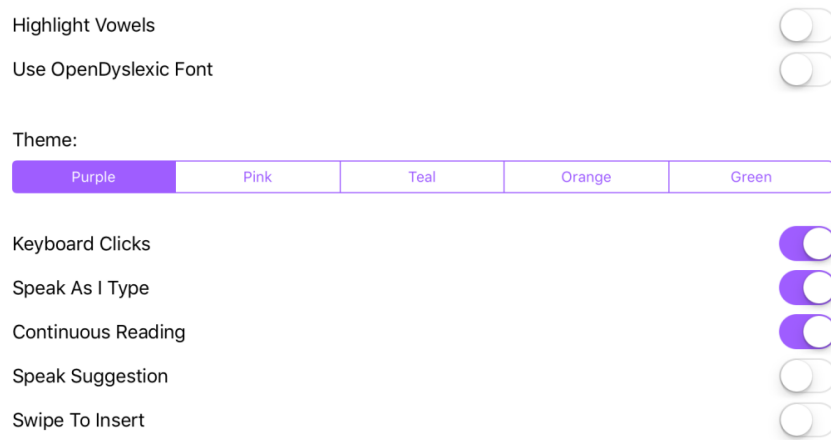 Highlight Vowels
Use OpenDyslexic Font
Theme:
Purple Pink Teal Orange Green
Keyboard Clicks
Speak As I Type
Continuous Reading
Speak Suggestion
Swipe To Insert